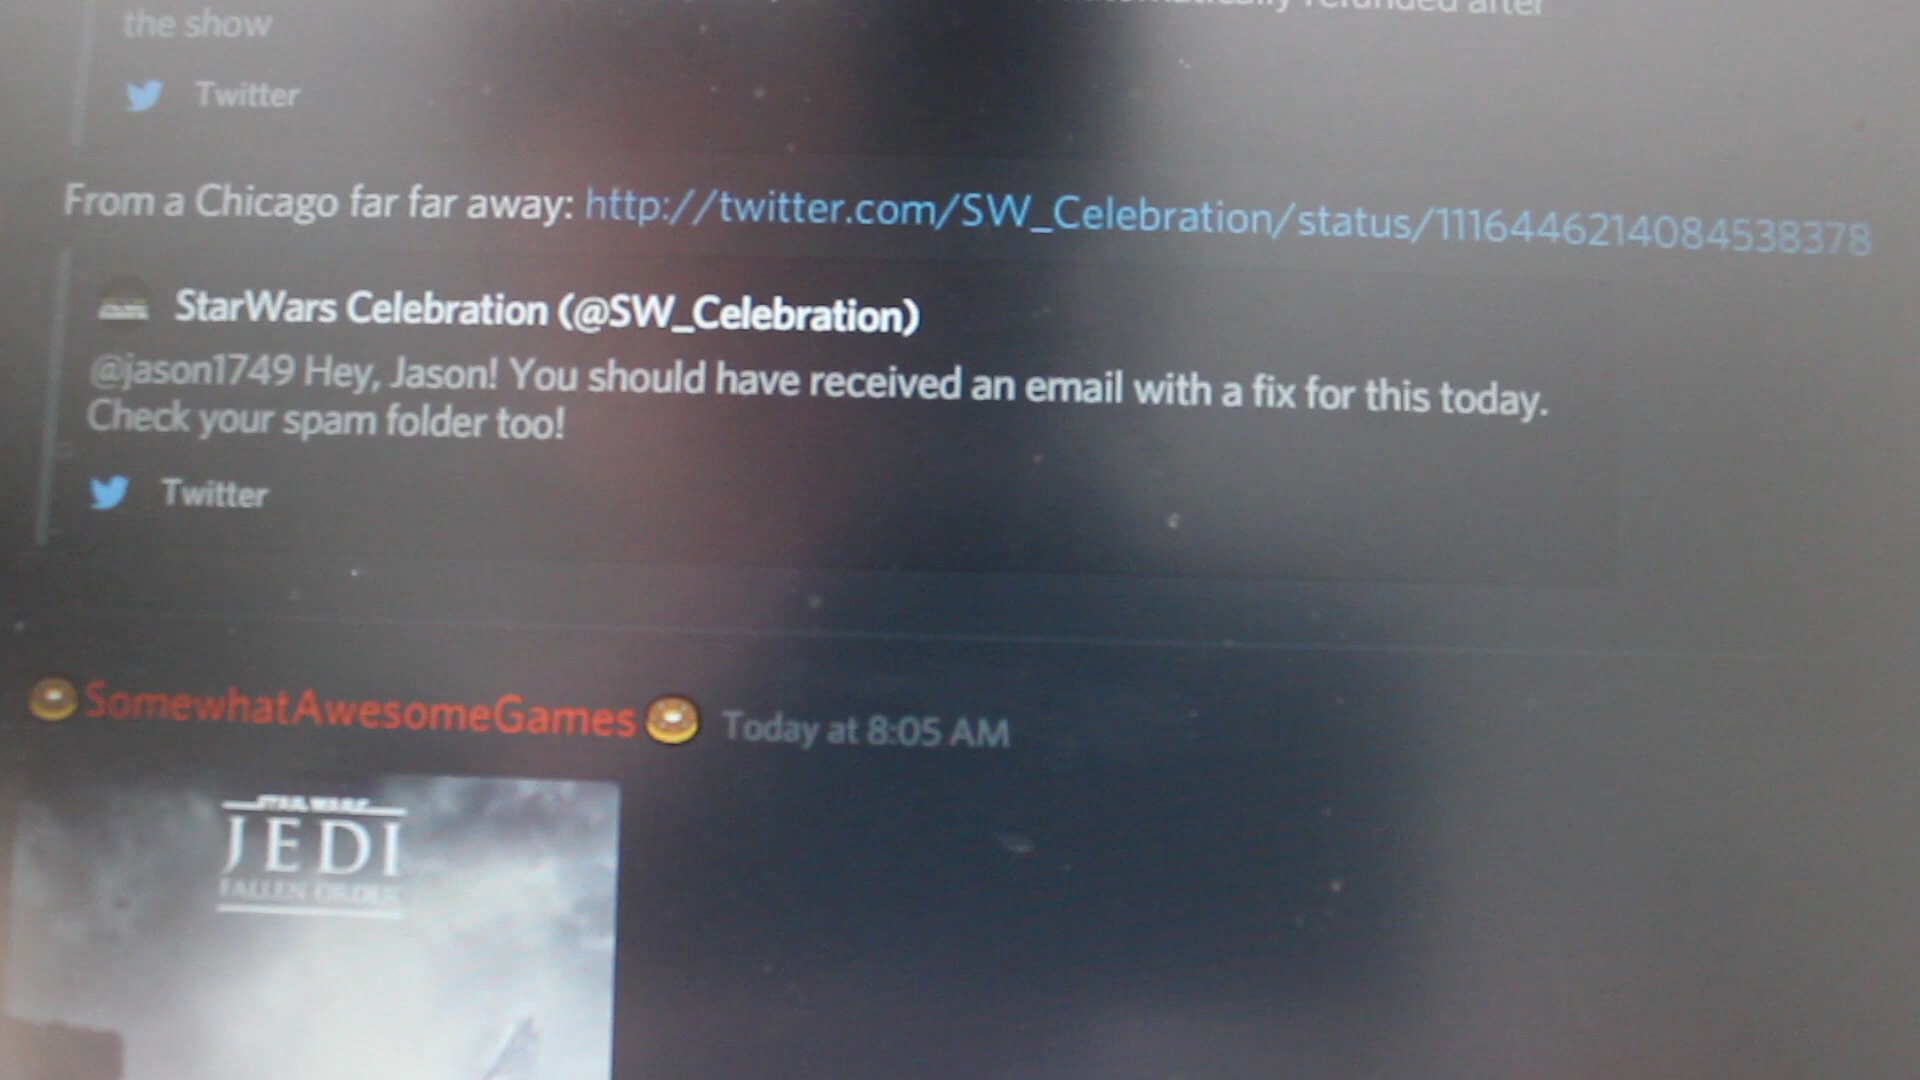 refunded after
the show
Twitter
From a Chicago far far away: http://twitter.com/SW_Celebration/status/1116446214084538378
StarWars Celebration (@SW_Celebration)
@jason1749 Hey, Jason! You should have received an email with a fix for this today.
Check your spam folder too!
Twitter
SomewhatAwesomeGames Today at 8:05 AM
STAR WARS
JEDI
FALLEN ORDER